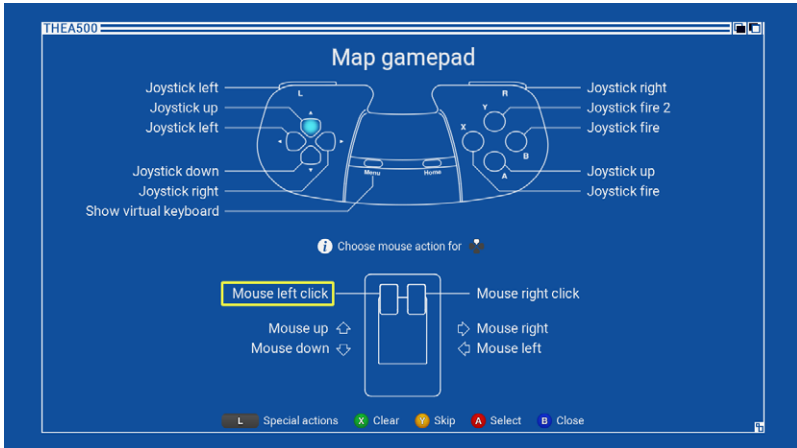 THEA500
Map gamepad
Joystick left
L
R
Joystick right
Joystick up
Y
Joystick fire 2
Joystick left
X
Joystick fire
B
Joystick down
Menu
Home
A
Joystick up
Joystick right
Joystick fire
Show virtual keyboard
i Choose mouse action for
Mouse left click
Mouse right click
Mouse up
Mouse right
Mouse down
Mouse left
L Special actions X Clear Y Skip A Select B Close